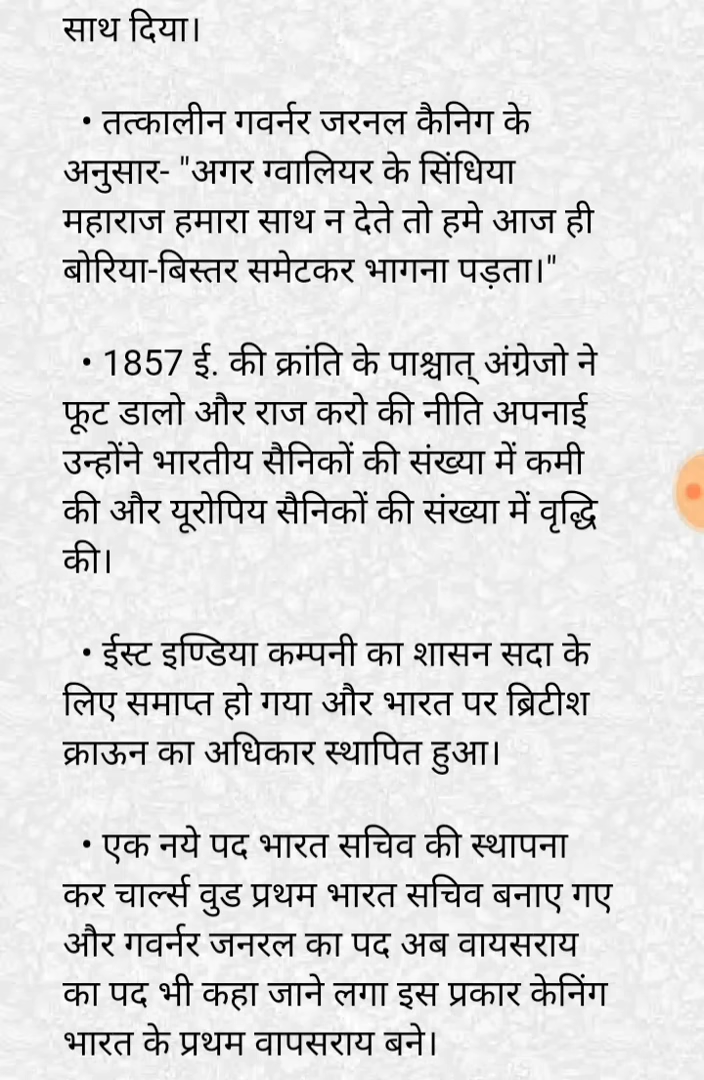 साथ दिया।
• तत्कालीन गवर्नर जरनल कैनिग के
अनुसार- "अगर ग्वालियर के सिंधिया
महाराज हमारा साथ न देते तो हमे आज ही
बोरिया-बिस्तर समेटकर भागना पड़ता।"
• 1857 ई. की क्रांति के पाश्चात् अंग्रेजो ने
फूट डालो और राज करो की नीति अपनाई
उन्होंने भारतीय सैनिकों की संख्या में कमी
की और यूरोपिय सैनिकों की संख्या में वृद्धि
की।
• ईस्ट इण्डिया कम्पनी का शासन सदा के
लिए समाप्त हो गया और भारत पर ब्रिटीश
क्राऊन का अधिकार स्थापित हुआ।
• एक नये पद भारत सचिव की स्थापना
कर चार्ल्स वुड प्रथम भारत सचिव बनाए गए
और गवर्नर जनरल का पद अब वायसराय
का पद भी कहा जाने लगा इस प्रकार केनिंग
भारत के प्रथम वापसराय बने।